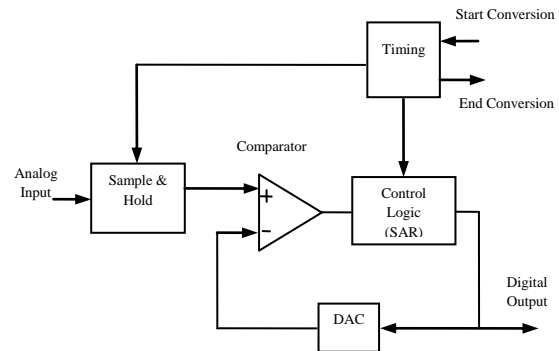 Start Conversion
Timing
End Conversion
Comparator
Analog
Input
Sample &
Hold
+
-
Control
Logic
(SAR)
Digital
Output
DAC